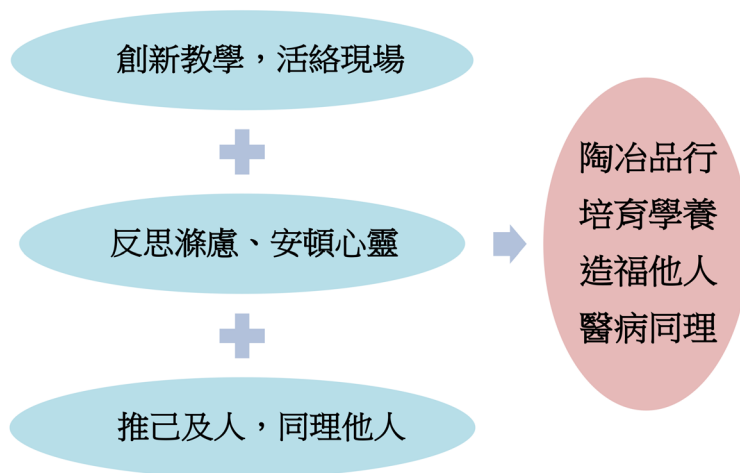 創新教學，活絡現場
反思滌慮、安頓心靈
推己及人，同理他人
陶冶品行
培育學養
造福他人
醫病同理